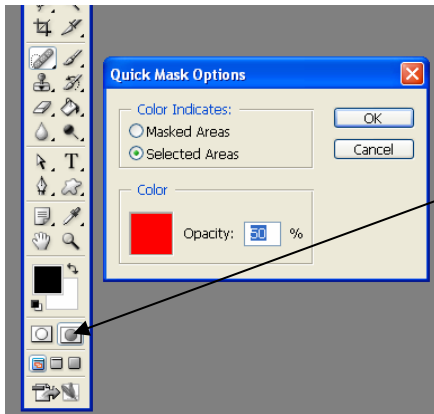 Quick Mask Options
Color Indicates:
Masked Areas
Selected Areas
OK
Cancel
Color
Opacity: 50 %
T